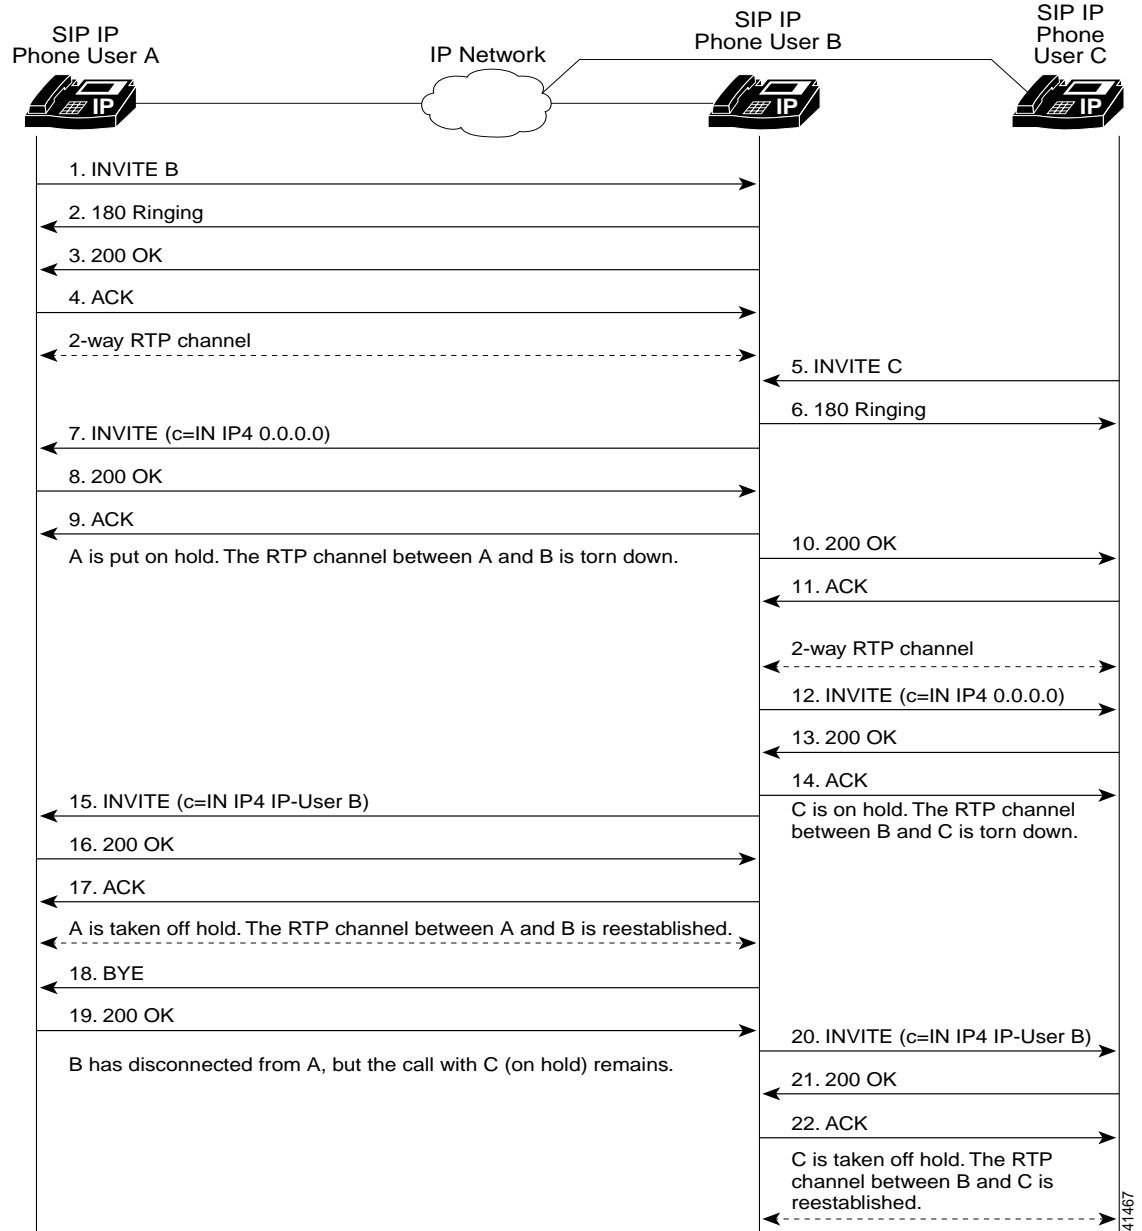 SIP IP
Phone User A
IP Network
SIP IP
Phone User B
SIP IP
Phone
User C
IP
IP
IP
1. INVITE B
2. 180 Ringing
3. 200 OK
4. ACK
2-way RTP channel
5. INVITE C
6. 180 Ringing
7. INVITE (c=IN IP4 0.0.0.0)
8. 200 OK
9. ACK
A is put on hold. The RTP channel between A and B is torn down.
10. 200 OK
11. ACK
2-way RTP channel
12. INVITE (c=IN IP4 0.0.0.0)
13. 200 OK
14. ACK
C is on hold. The RTP channel
between B and C is torn down.
15. INVITE (c=IN IP4 IP-User B)
16. 200 OK
17. ACK
A is taken off hold. The RTP channel between A and B is reestablished.
18. BYE
19. 200 OK
B has disconnected from A, but the call with C (on hold) remains.
20. INVITE (c=IN IP4 IP-User B)
21. 200 OK
22. ACK
C is taken off hold. The RTP
channel between B and C is
reestablished.
41467